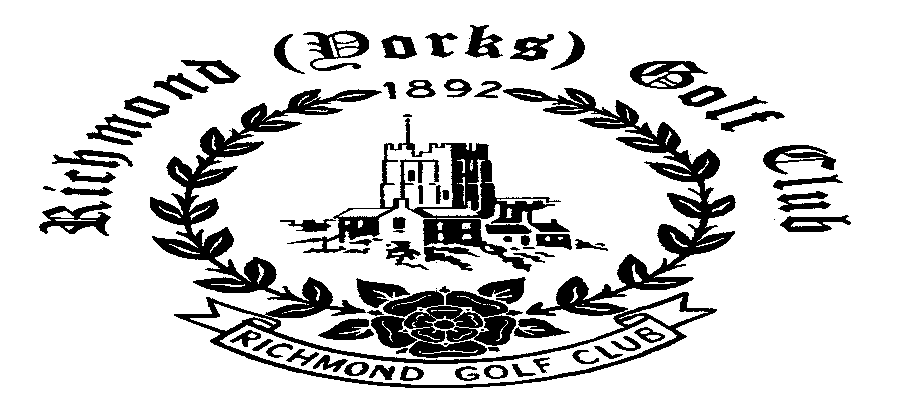 Richmond (Yorks) Golf Club
1892
RICHMOND GOLF CLUB